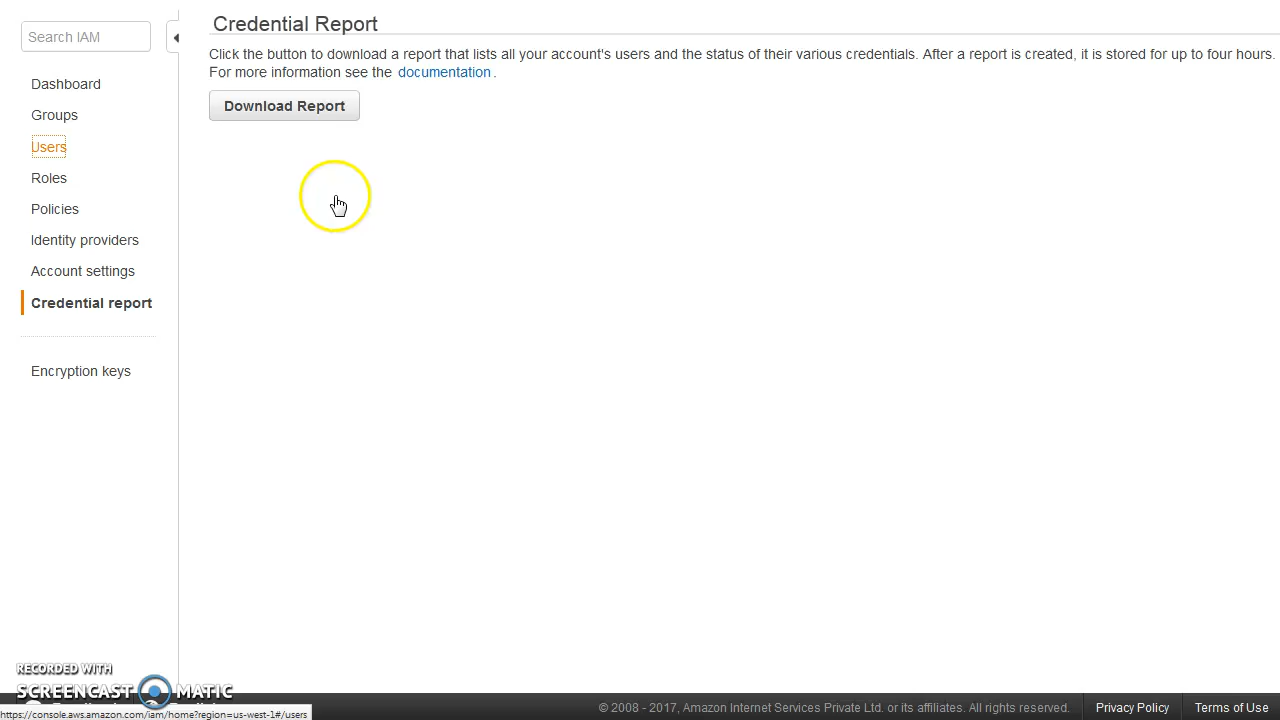 Search IAM
Dashboard
Groups
Users
Roles
Policies
Identity providers
Account settings
Credential report
Encryption keys
Credential Report
Click the button to download a report that lists all your account's users and the status of their various credentials. After a report is created, it is stored for up to four hours.
For more information see the documentation.
Download Report
RECORDED WITH
SCREENCAST MATIC
https://console.aws.amazon.com/iam/home?region=us-west-1#/users
© 2008 - 2017, Amazon Internet Services Private Ltd. or its affiliates. All rights reserved.
Privacy Policy
Terms of Use